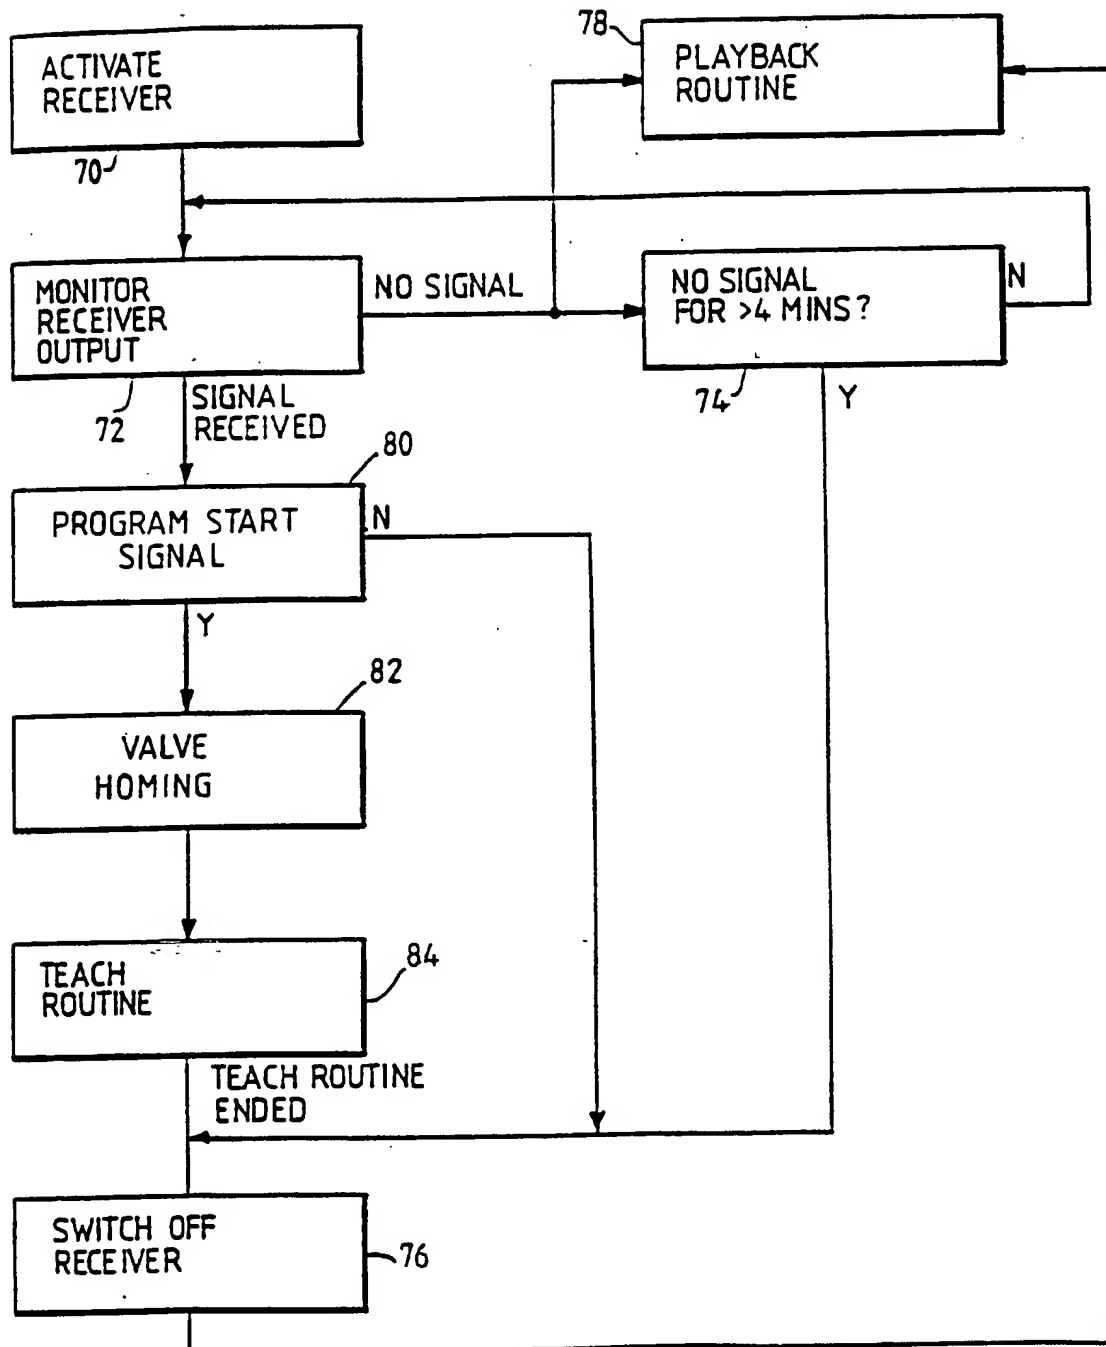 ACTIVATE
RECEIVER
70
78
PLAYBACK
ROUTINE
MONITOR
RECEIVER
OUTPUT
72
NO SIGNAL
NO SIGNAL
FOR >4 MINS?
N
74
Y
SIGNAL
RECEIVED
80
PROGRAM START
SIGNAL
N
Y
82
VALVE
HOMING
84
TEACH
ROUTINE
TEACH ROUTINE
ENDED
SWITCH OFF
RECEIVER
76